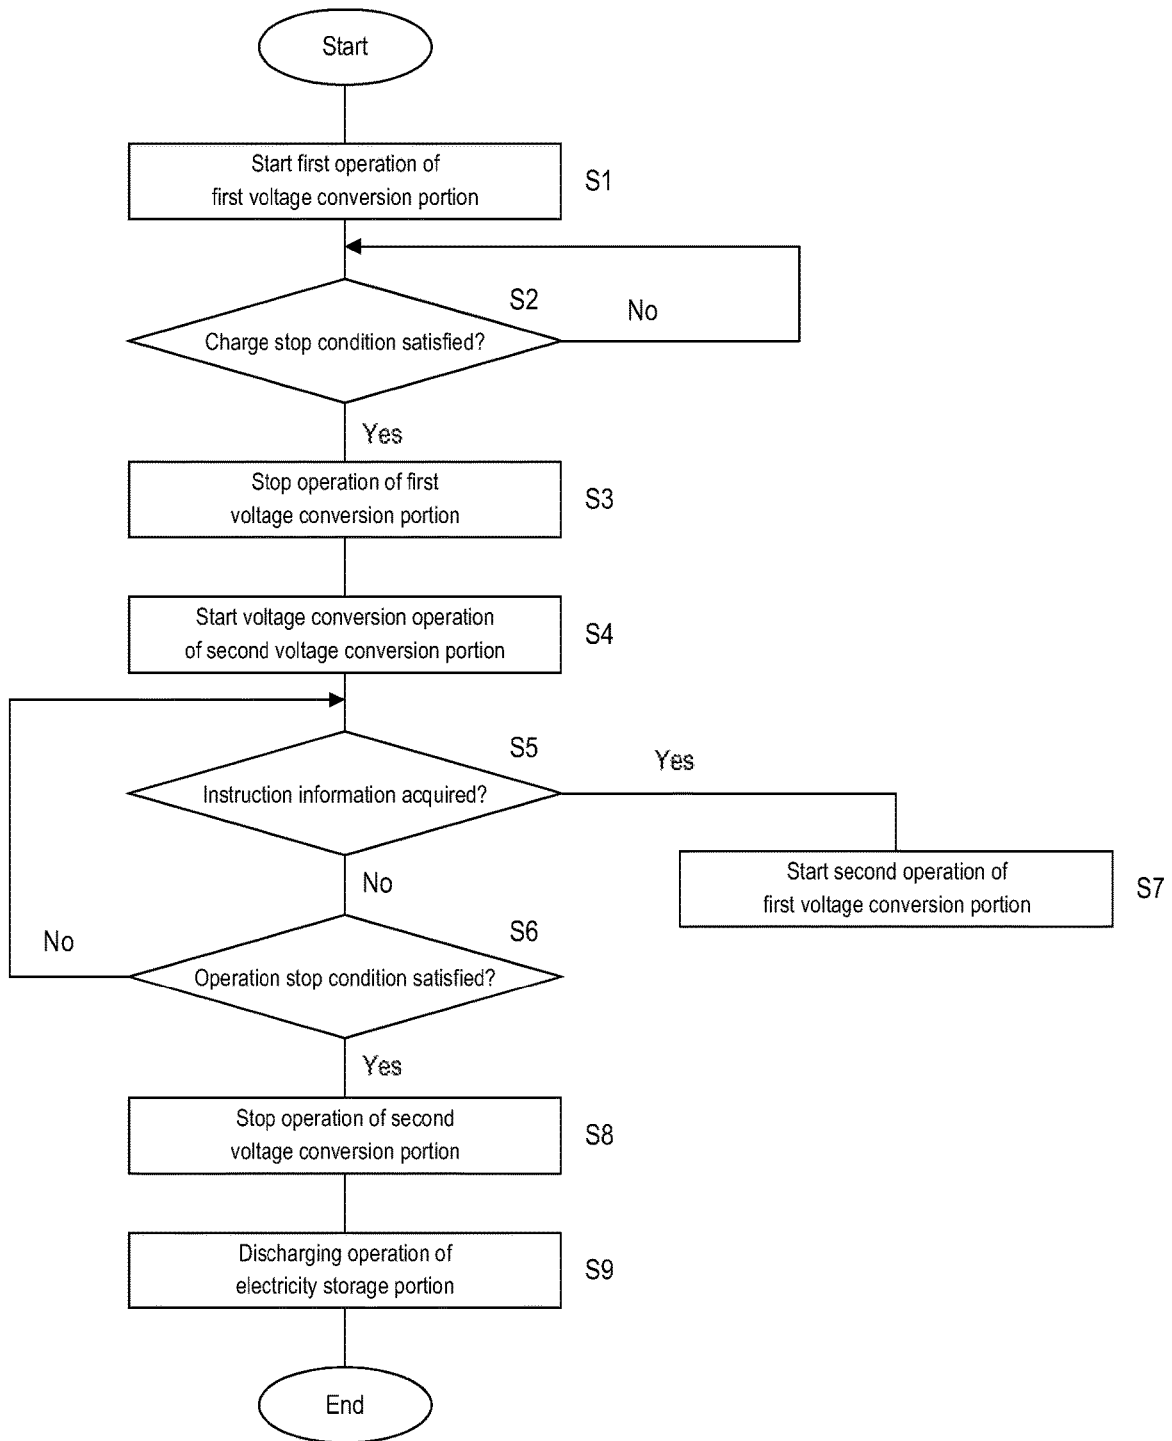 Start
Start first operation of
first voltage conversion portion
S1
S2
No
Charge stop condition satisfied?
Yes
Stop operation of first
voltage conversion portion
S3
Start voltage conversion operation
of second voltage conversion portion
S4
S5
Yes
Instruction information acquired?
Start second operation of
first voltage conversion portion
S7
No
S6
No
Operation stop condition satisfied?
Yes
Stop operation of second
voltage conversion portion
S8
Discharging operation of
electricity storage portion
S9
End